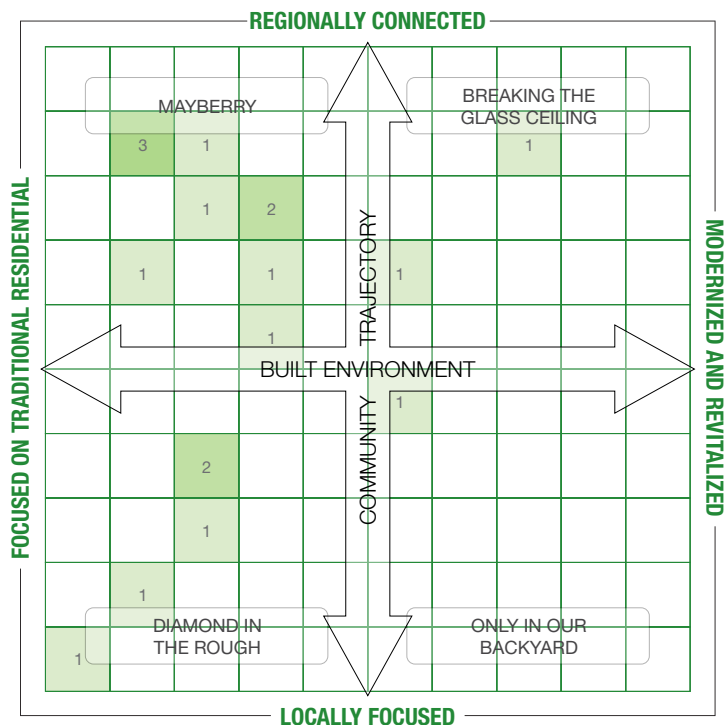 REGIONALLY CONNECTED
MAYBERRY
BREAKING THE
GLASS CEILING
3
1
1
1
2
1
1
1
1
TRAJECTORY
FOCUSED ON TRADITIONAL RESIDENTIAL
BUILT ENVIRONMENT
MODERNIZED AND REVITALIZED
1
COMMUNITY
2
1
1
DIAMOND IN
THE ROUGH
ONLY IN OUR
BACKYARD
1
LOCALLY FOCUSED